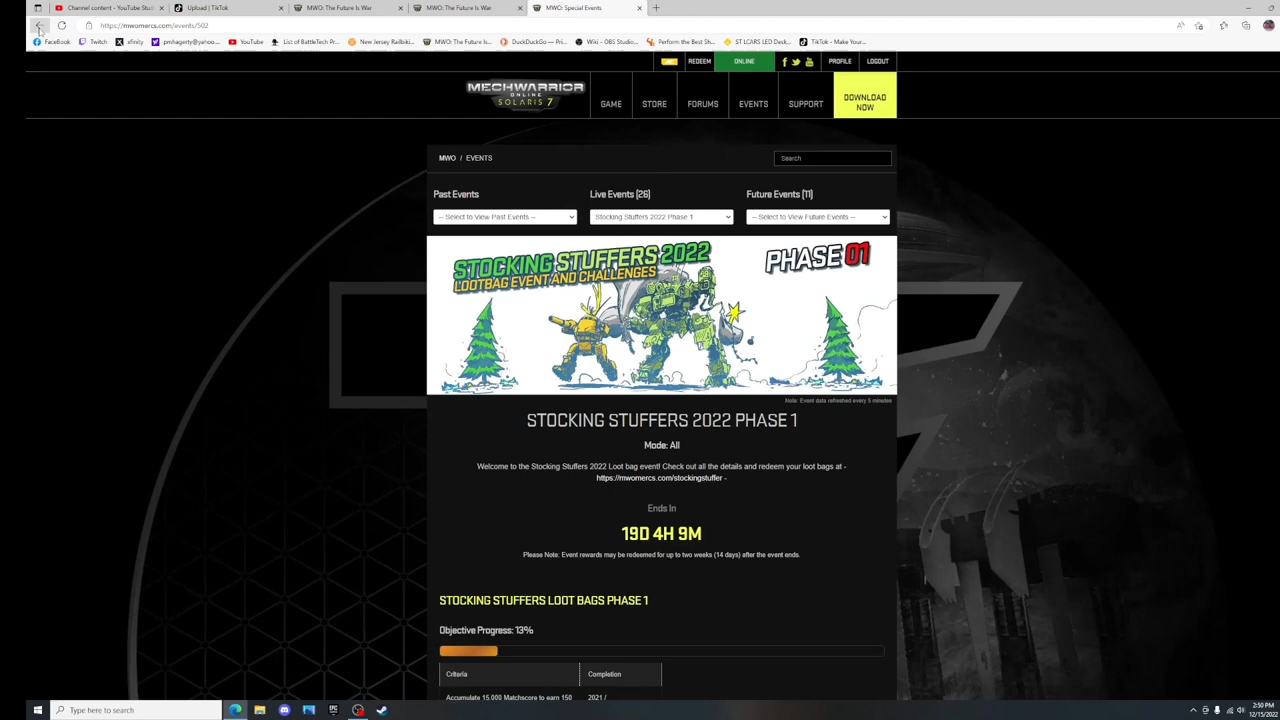 Channel content - YouTube Stud
Upload | TikTok
MWO: The Future Is War
MWO: The Future Is War
MWO: Special Events
https://mwomercs.com/events/502
FaceBook
Twitch
xfinity
pmhagerty@yahoo....
YouTube
List of BattleTech Pr...
New Jersey Railbiki...
MWO: The Future Is...
DuckDuckGo — Pri...
Wiki - OBS Studio...
Perform the Best Sh...
ST LCARS LED Desk...
TikTok - Make Your...
REDEEM
ONLINE
PROFILE
LOGOUT
MECHWARRIOR
ONLINE
SOLARIS 7
GAME
STORE
FORUMS
EVENTS
SUPPORT
DOWNLOAD
NOW
MWO / EVENTS
Search
Past Events
Live Events (26)
Future Events (11)
-- Select to View Past Events --
Stocking Stuffers 2022 Phase 1
-- Select to View Future Events --
STOCKING STUFFERS 2022
LOOTBAG EVENT AND CHALLENGES
PHASE 01
Note: Event data refreshed every 5 minutes
STOCKING STUFFERS 2022 PHASE 1
Mode: All
Welcome to the Stocking Stuffers 2022 Loot bag event! Check out all the details and redeem your loot bags at -
https://mwomercs.com/stockingstuffer -
Ends In
19D 4H 9M
Please Note: Event rewards may be redeemed for up to two weeks (14 days) after the event ends.
STOCKING STUFFERS LOOT BAGS PHASE 1
Objective Progress: 13%
Criteria
Completion
Accumulate 15,000 Matchscore to earn 150
2021 /
Type here to search
2:50 PM
12/15/2022